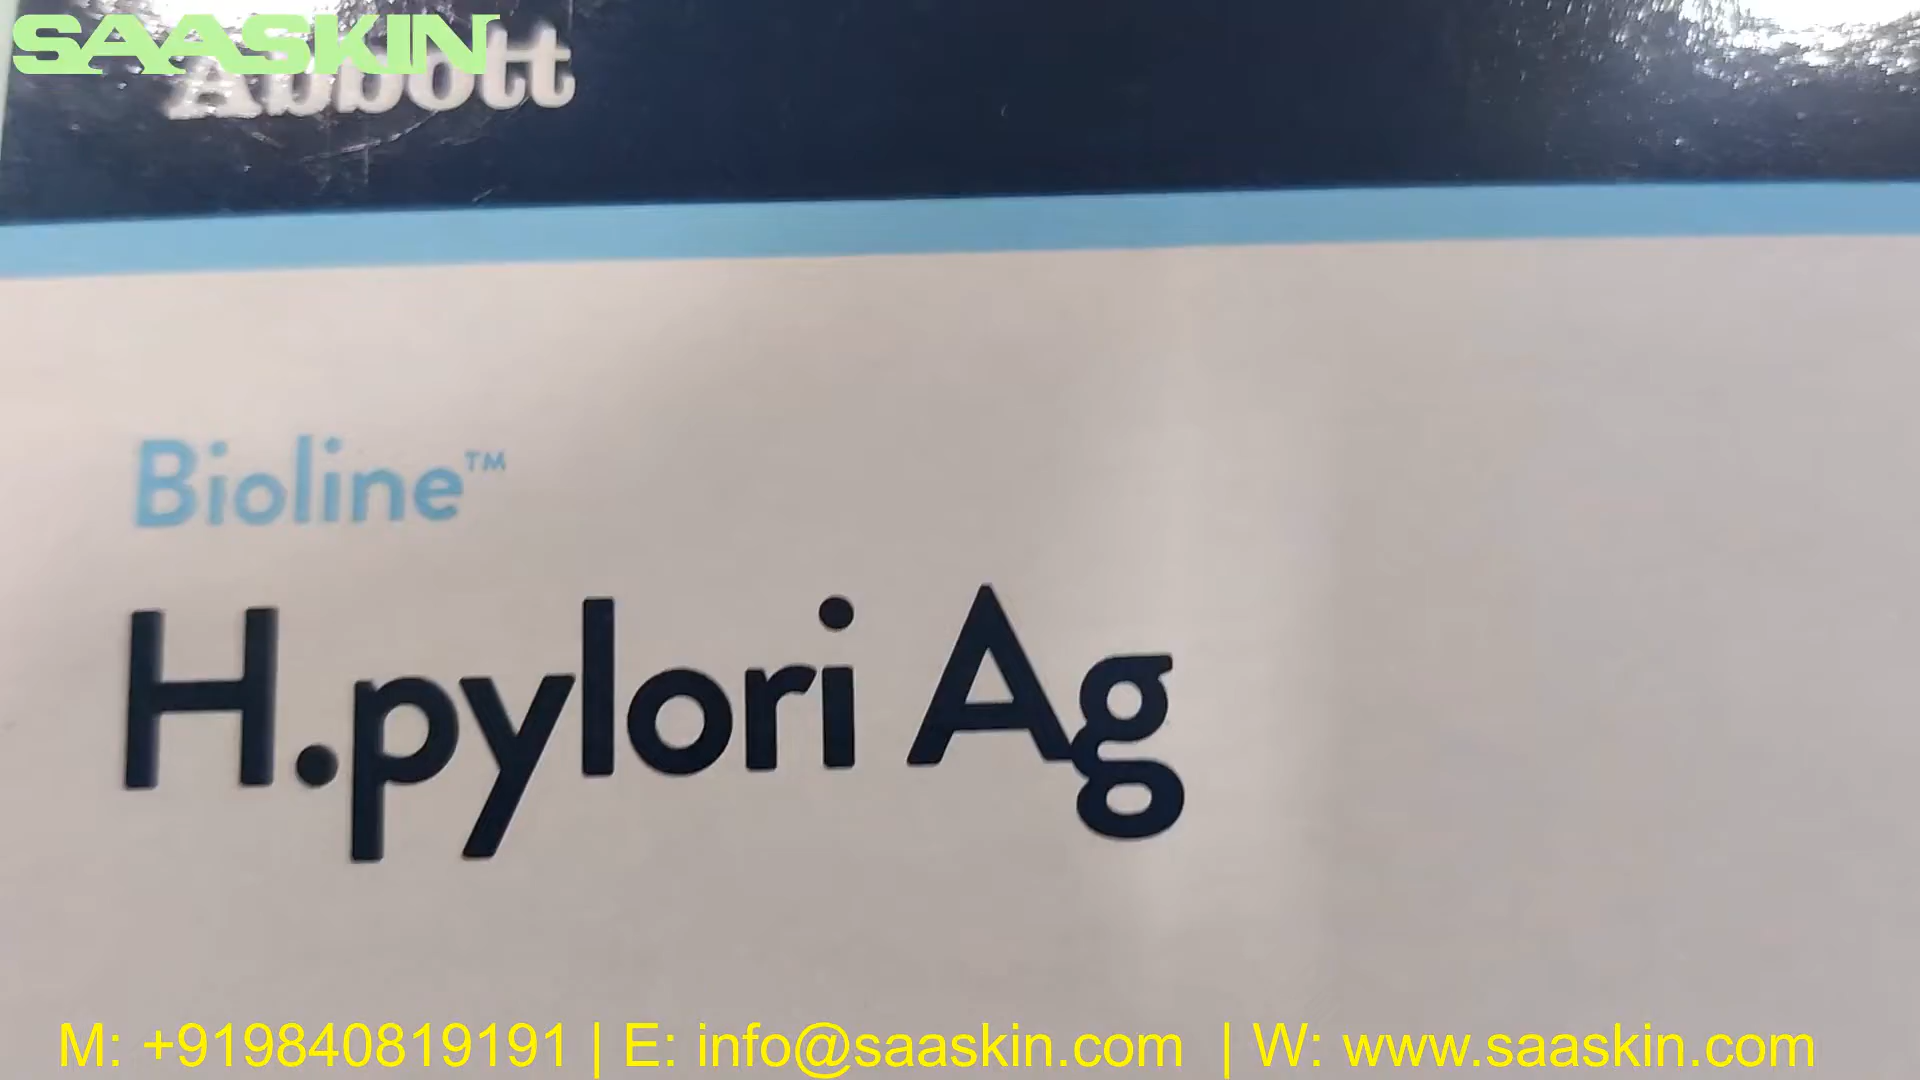 SAASKIN
Abbott
Bioline™
H.pylori Ag
M: +919840819191 | E: info@saaskin.com | W: www.saaskin.com